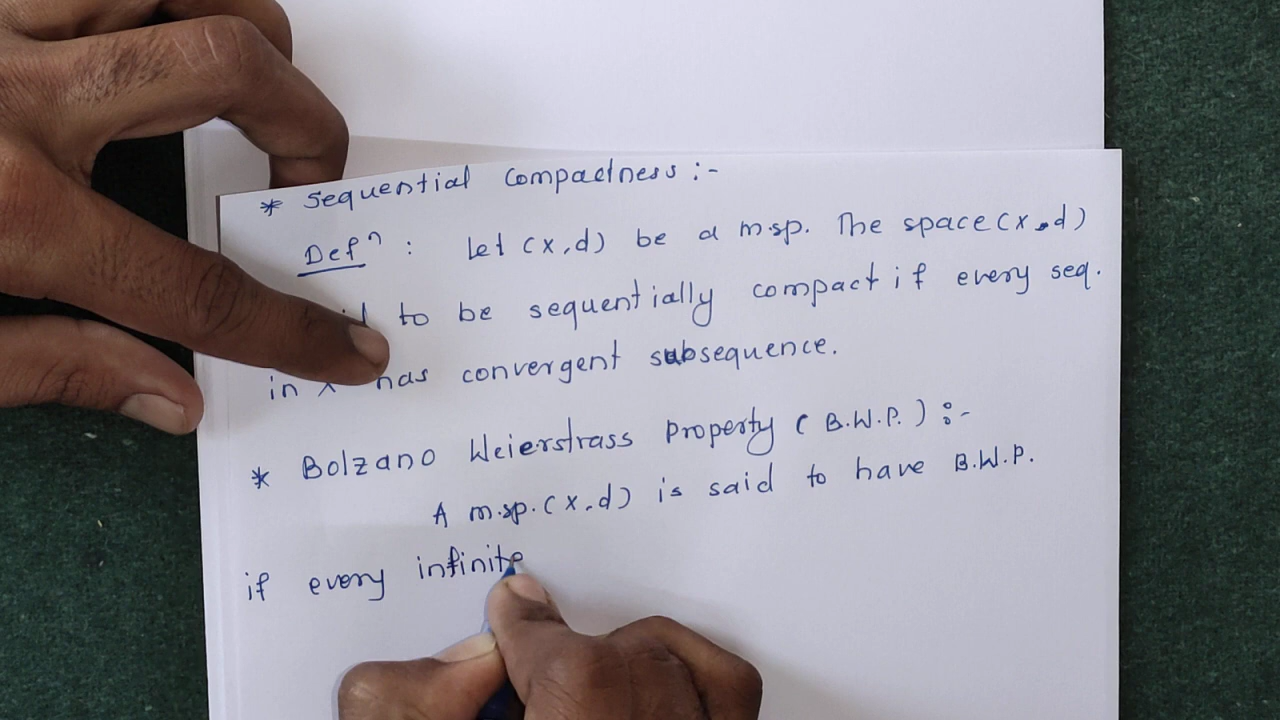 * Sequential Compactness :-
Defⁿ : Let (X,d) be a m.sp. The space (X,d)
to be sequentially compact if every seq.
in X has convergent subsequence.
* Bolzano Weierstrass Property ( B.W.P. ) :-
A m.sp. (X,d) is said to have B.W.P.
if every infinite